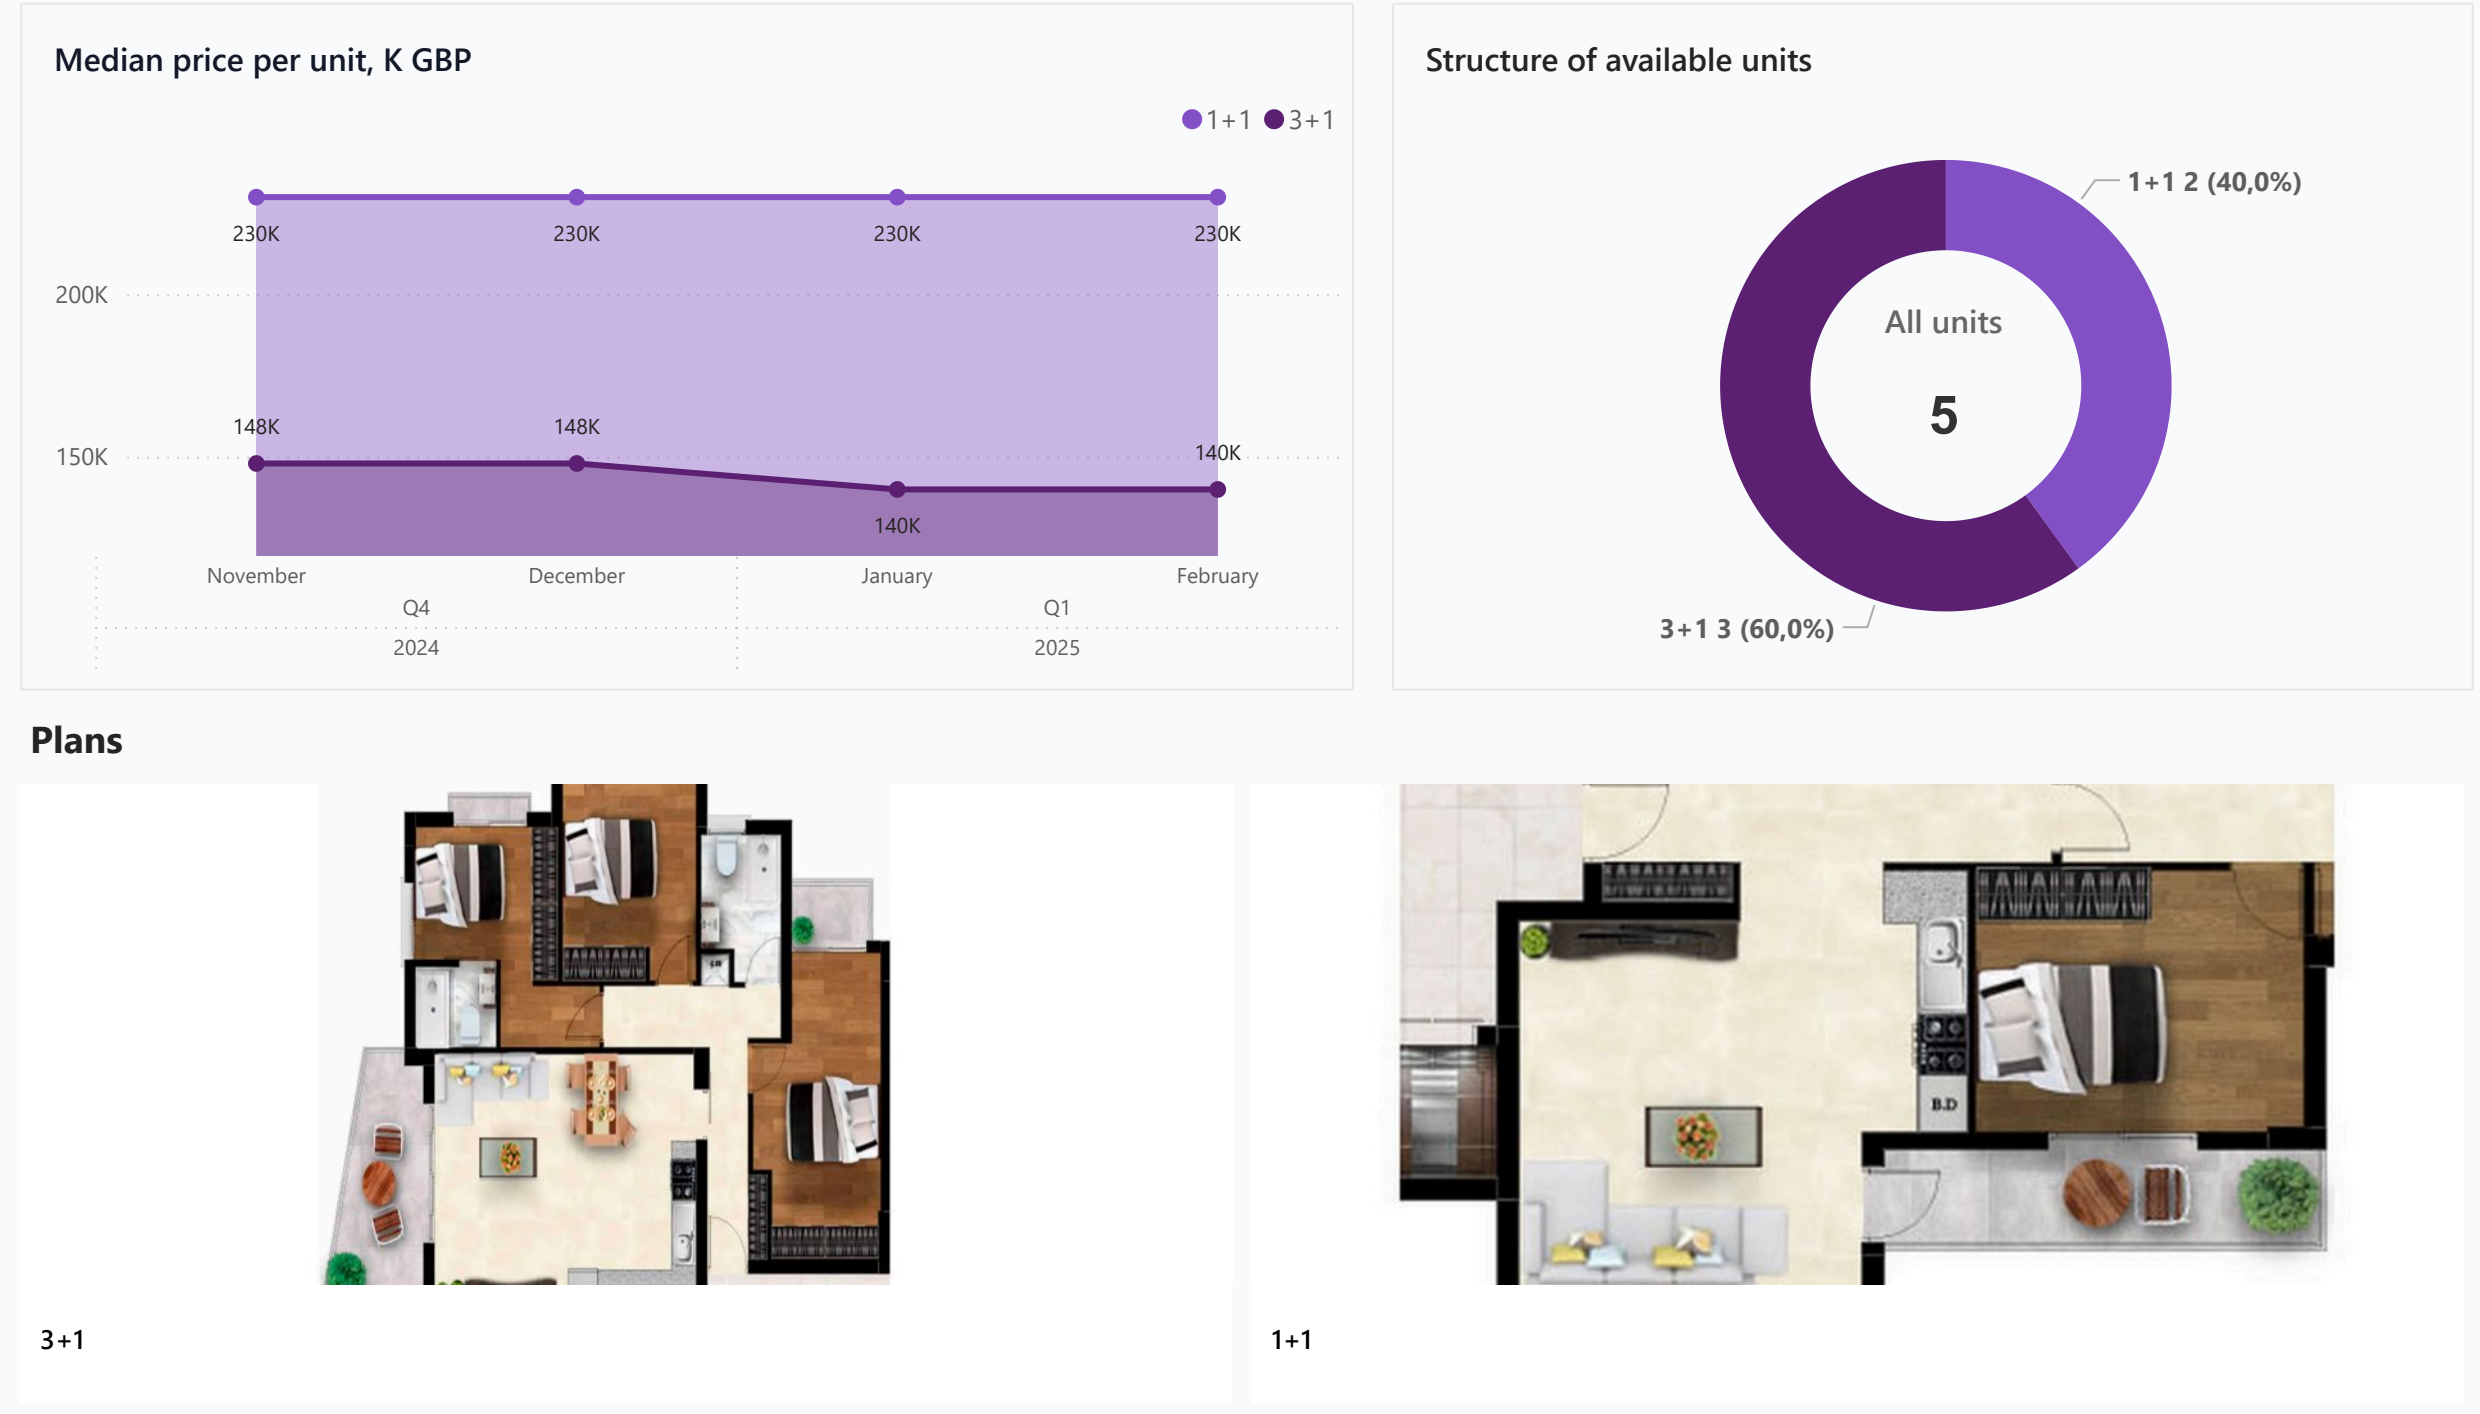 Median price per unit, K GBP
1+1 3+1
230K 230K 230K 230K
200K
148K 148K
140K
150K
140K
November December January February
Q4 Q1
2024 2025
Structure of available units
1+1 2 (40,0%)
All units
5
3+1 3 (60,0%)
Plans
B.D
3+1
1+1